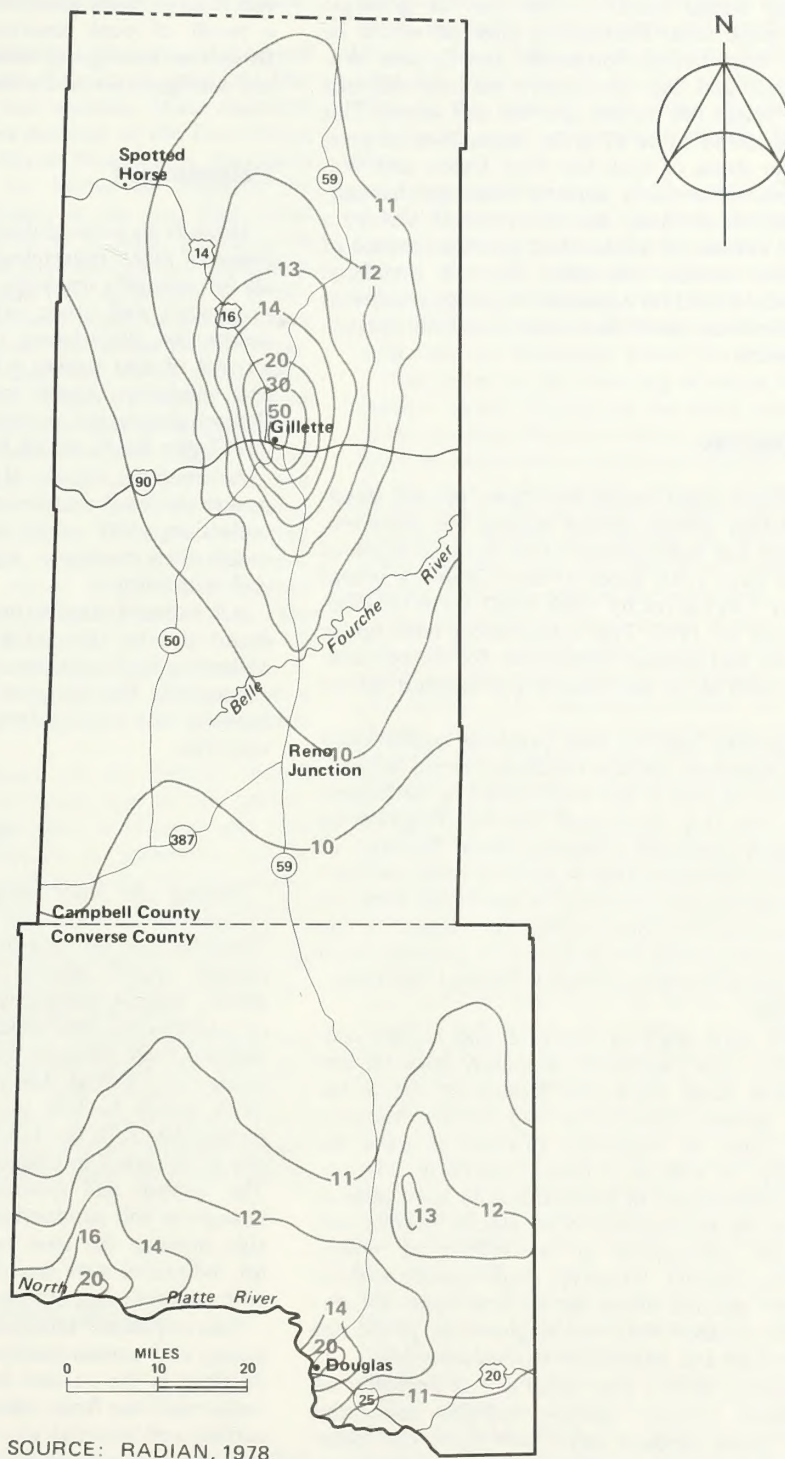 N
Spotted
Horse
59
11
14
12
13
16
14
20
30
50
Gillette
90
Belle Fourche River
50
Reno
Junction
10
387
10
59
Campbell County
Converse County
11
12
13
12
16
14
20
North Platte River
14
20
Douglas
MILES
0 10 20
25
11
20
SOURCE: RADIAN, 1978